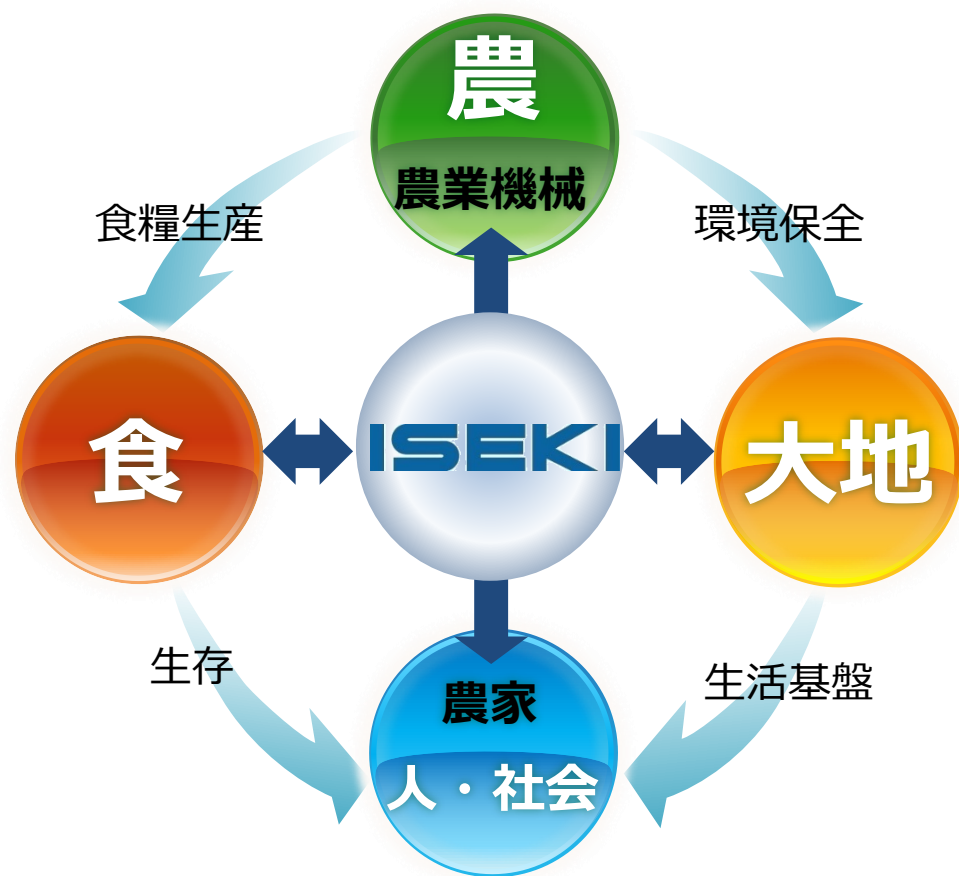 農
農業機械
食糧生産
環境保全
食
ISEKI
大地
生存
生活基盤
農家
人・社会